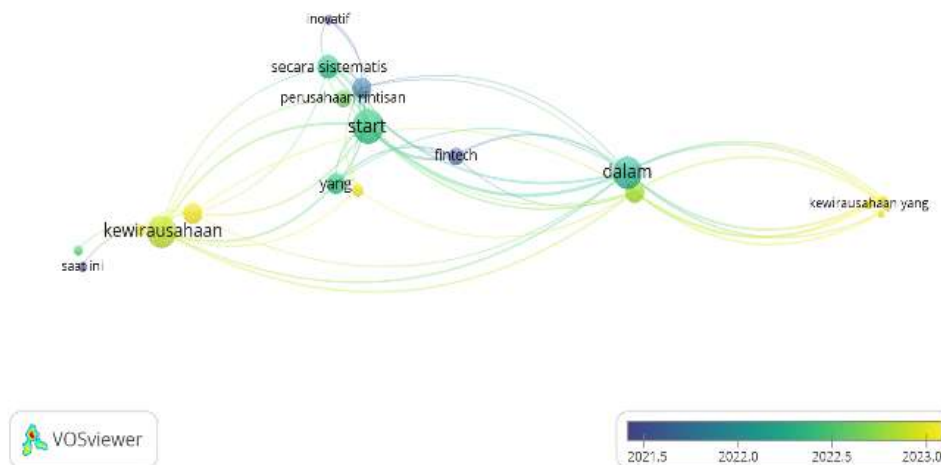 inovatif
secara sistematis
perusahaan rintisan
start
fintech
dalam
yang
kewirausahaan yang
kewirausahaan
saat ini
VOSviewer
2021.5 2022.0 2022.5 2023.0